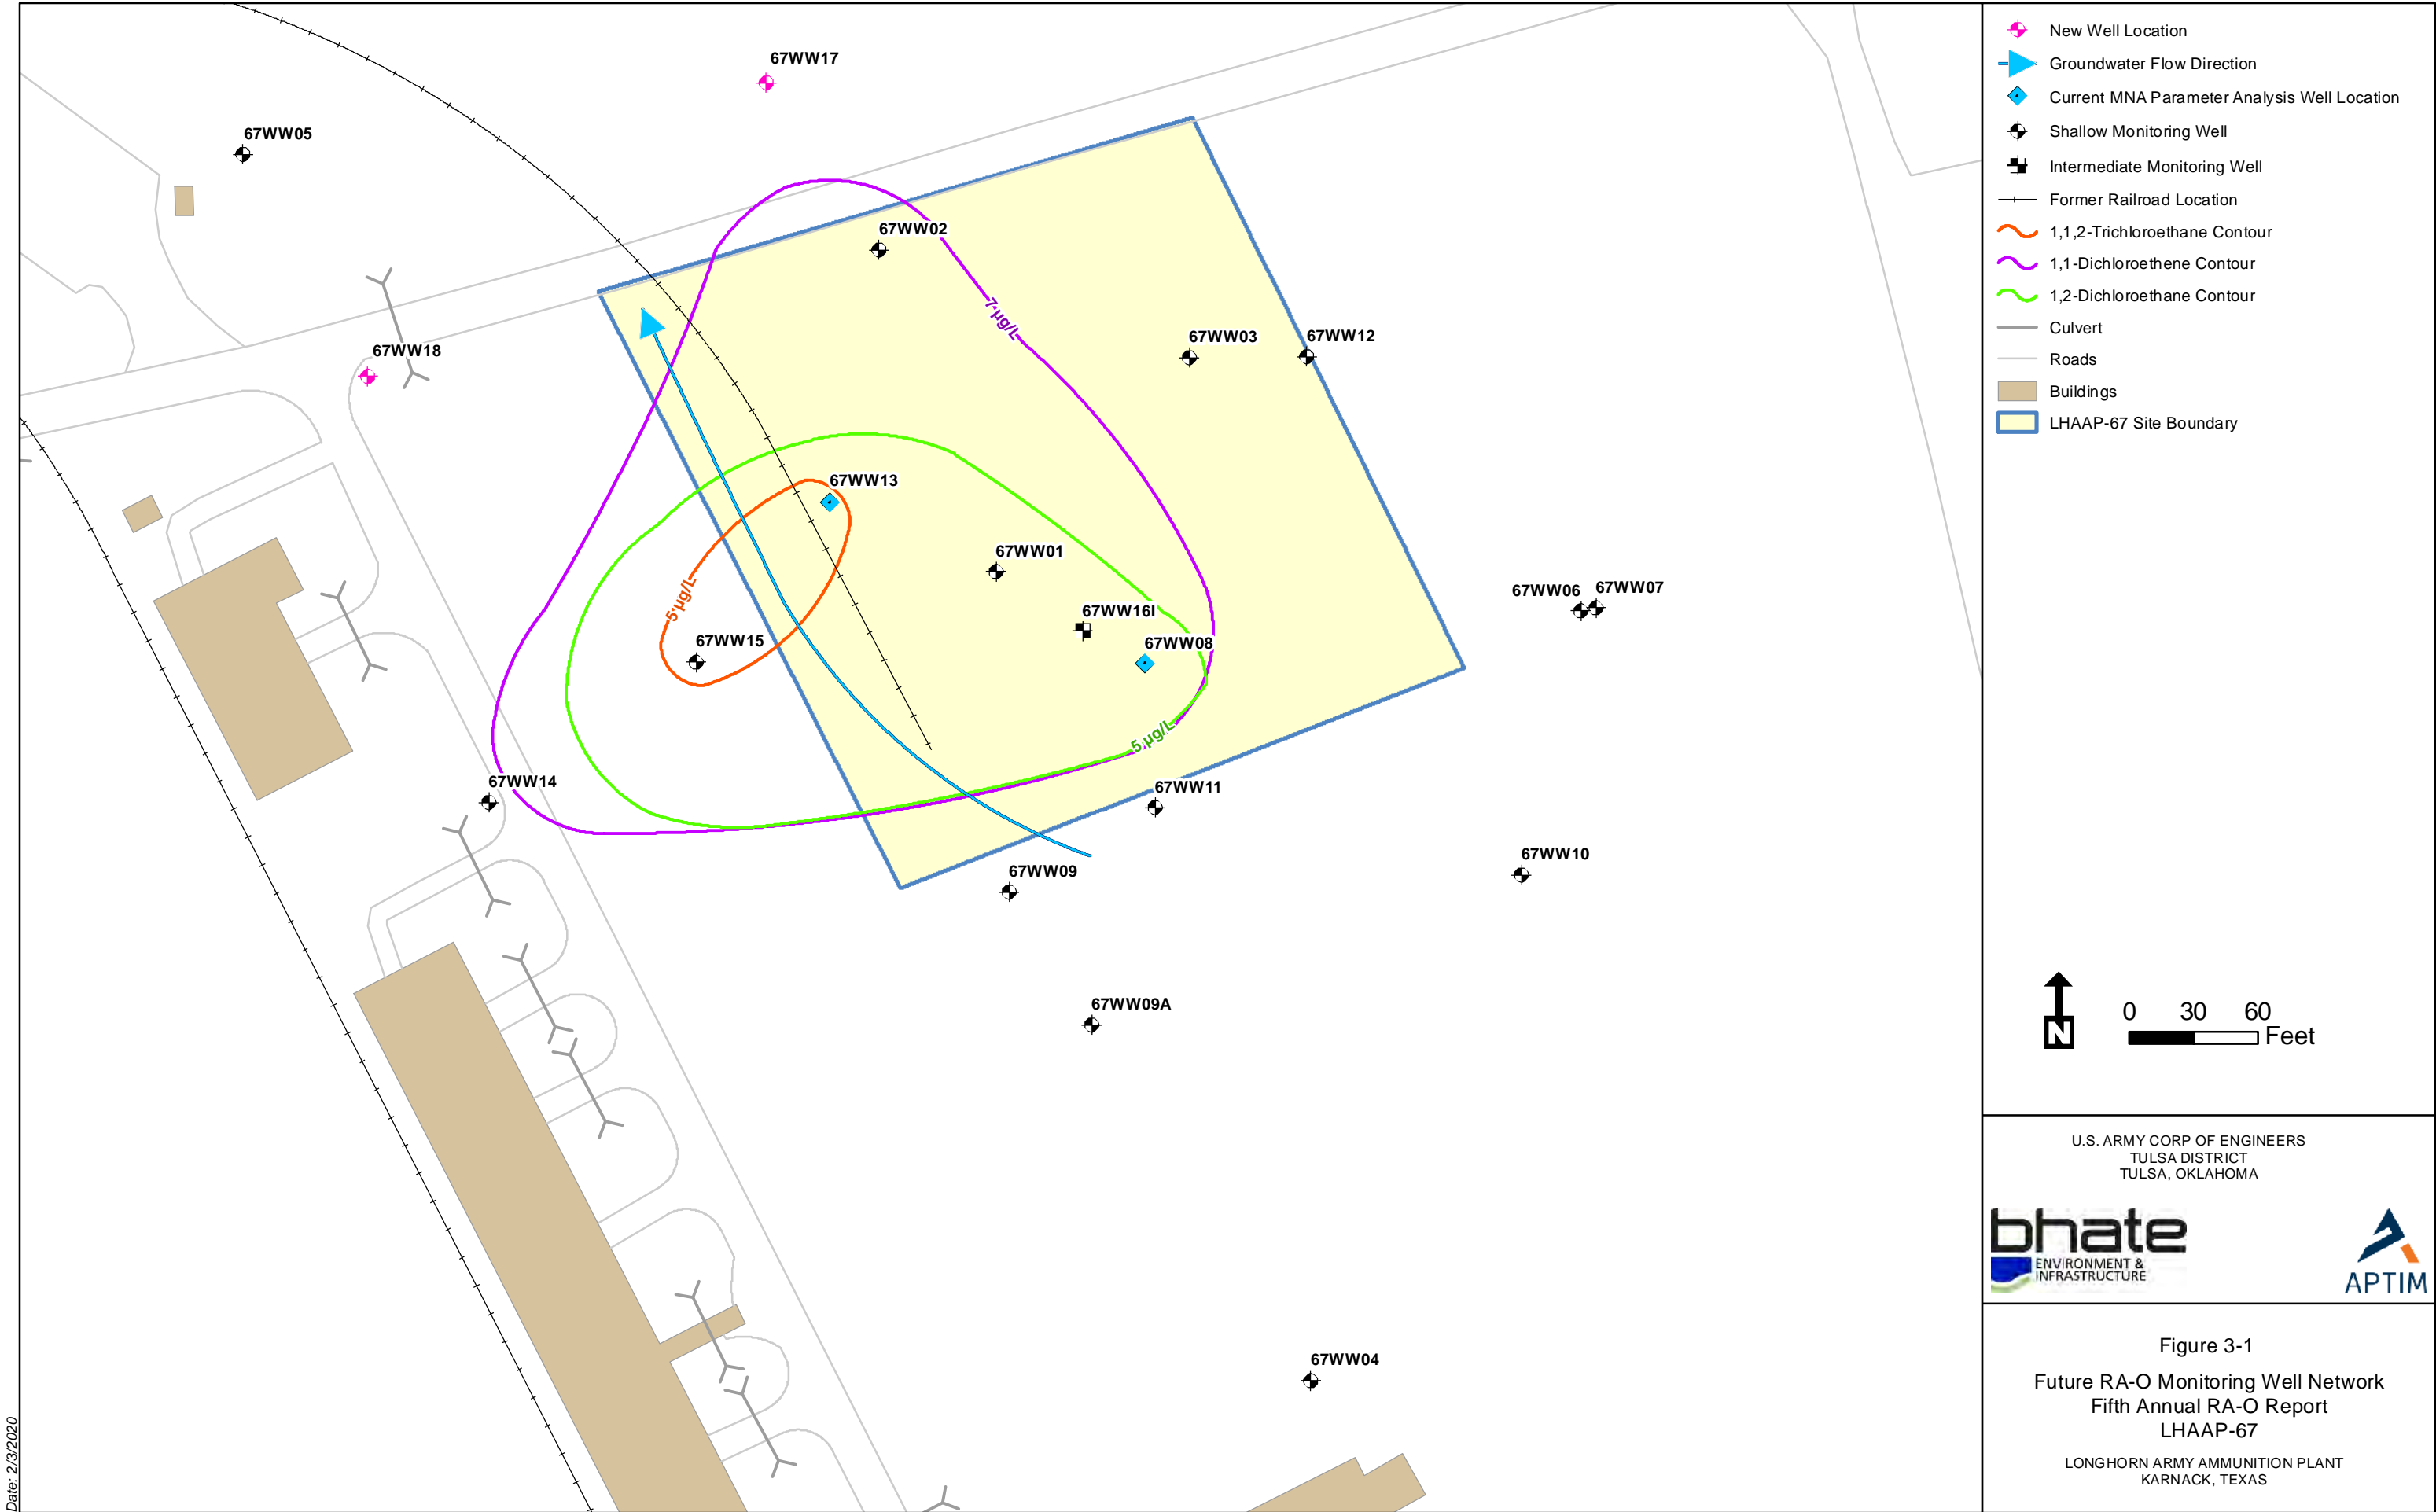 67WW17
67WW05
67WW02
67WW03
67WW12
7 µg/L
67WW18
67WW13
67WW01
67WW06
67WW07
5 µg/L
67WW16I
67WW15
67WW08
5 µg/L
67WW14
67WW11
67WW09
67WW10
67WW09A
67WW04
Date: 2/3/2020
New Well Location
Groundwater Flow Direction
Current MNA Parameter Analysis Well Location
Shallow Monitoring Well
Intermediate Monitoring Well
Former Railroad Location
1,1,2-Trichloroethane Contour
1,1-Dichloroethene Contour
1,2-Dichloroethane Contour
Culvert
Roads
Buildings
LHAAP-67 Site Boundary
N
0 30 60
Feet
U.S. ARMY CORP OF ENGINEERS
TULSA DISTRICT
TULSA, OKLAHOMA
bhate
ENVIRONMENT &
INFRASTRUCTURE
APTIM
Figure 3-1
Future RA-O Monitoring Well Network
Fifth Annual RA-O Report
LHAAP-67
LONGHORN ARMY AMMUNITION PLANT
KARNACK, TEXAS